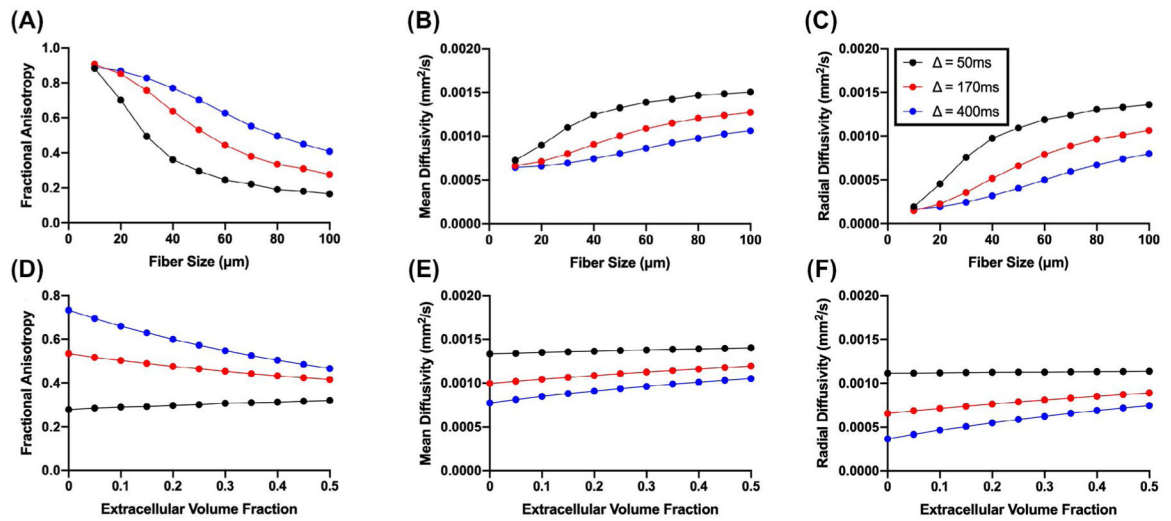 (A)
Fractional Anisotropy
1.0
0.8
0.6
0.4
0.2
0.0
0 20 40 60 80 100
Fiber Size (µm)
(B)
Mean Diffusivity (mm²/s)
0.0020
0.0015
0.0010
0.0005
0.0000
0 20 40 60 80 100
Fiber Size (µm)
(C)
Radial Diffusivity (mm²/s)
0.0020
0.0015
0.0010
0.0005
0.0000
Δ = 50ms
Δ = 170ms
Δ = 400ms
0 20 40 60 80 100
Fiber Size (µm)
(D)
Fractional Anisotropy
0.8
0.6
0.4
0.2
0.0
0 0.1 0.2 0.3 0.4 0.5
Extracellular Volume Fraction
(E)
Mean Diffusivity (mm²/s)
0.0020
0.0015
0.0010
0.0005
0.0000
0 0.1 0.2 0.3 0.4 0.5
Extracellular Volume Fraction
(F)
Radial Diffusivity (mm²/s)
0.0020
0.0015
0.0010
0.0005
0.0000
0 0.1 0.2 0.3 0.4 0.5
Extracellular Volume Fraction